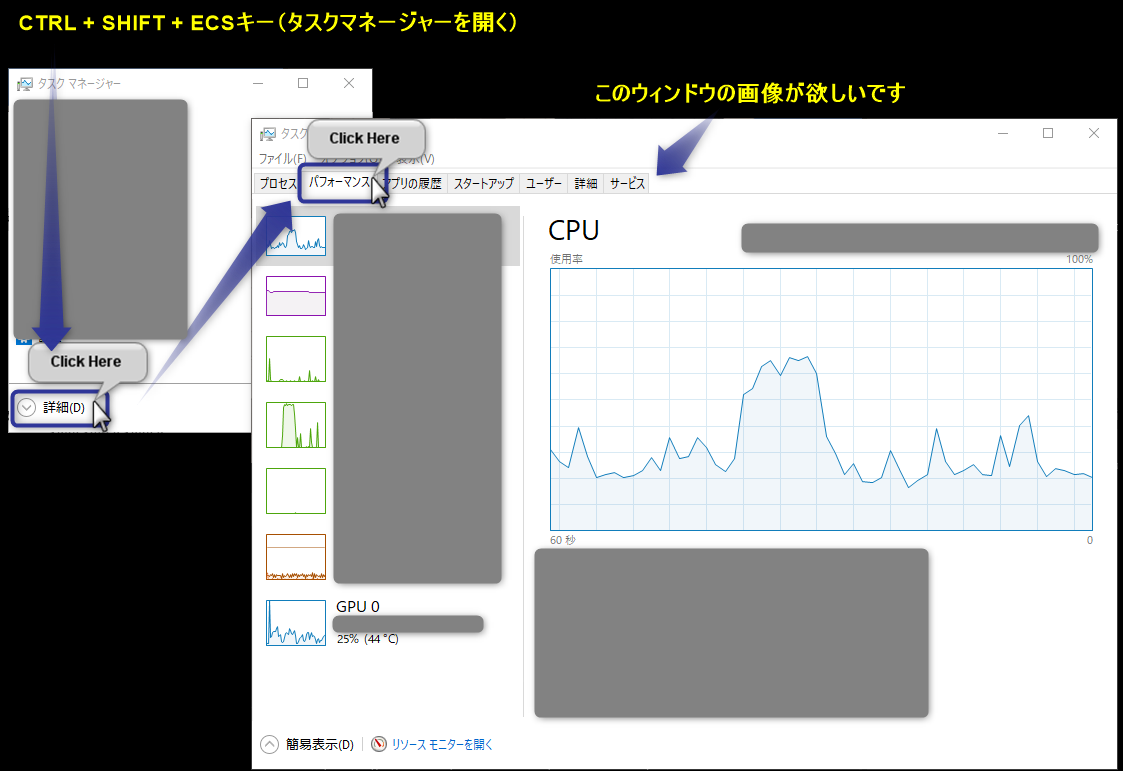 CTRL + SHIFT + ECSキー（タスクマネージャーを開く）
タスク マネージャー
このウィンドウの画像が欲しいです
タスク
Click Here
ファイル(F)
表示(V)
プロセス
パフォーマンス
アプリの履歴
スタートアップ
ユーザー
詳細
サービス
CPU
使用率
100%
60 秒
0
Click Here
詳細(D)
GPU 0
25% (44 °C)
簡易表示(D)
リソース モニターを開く